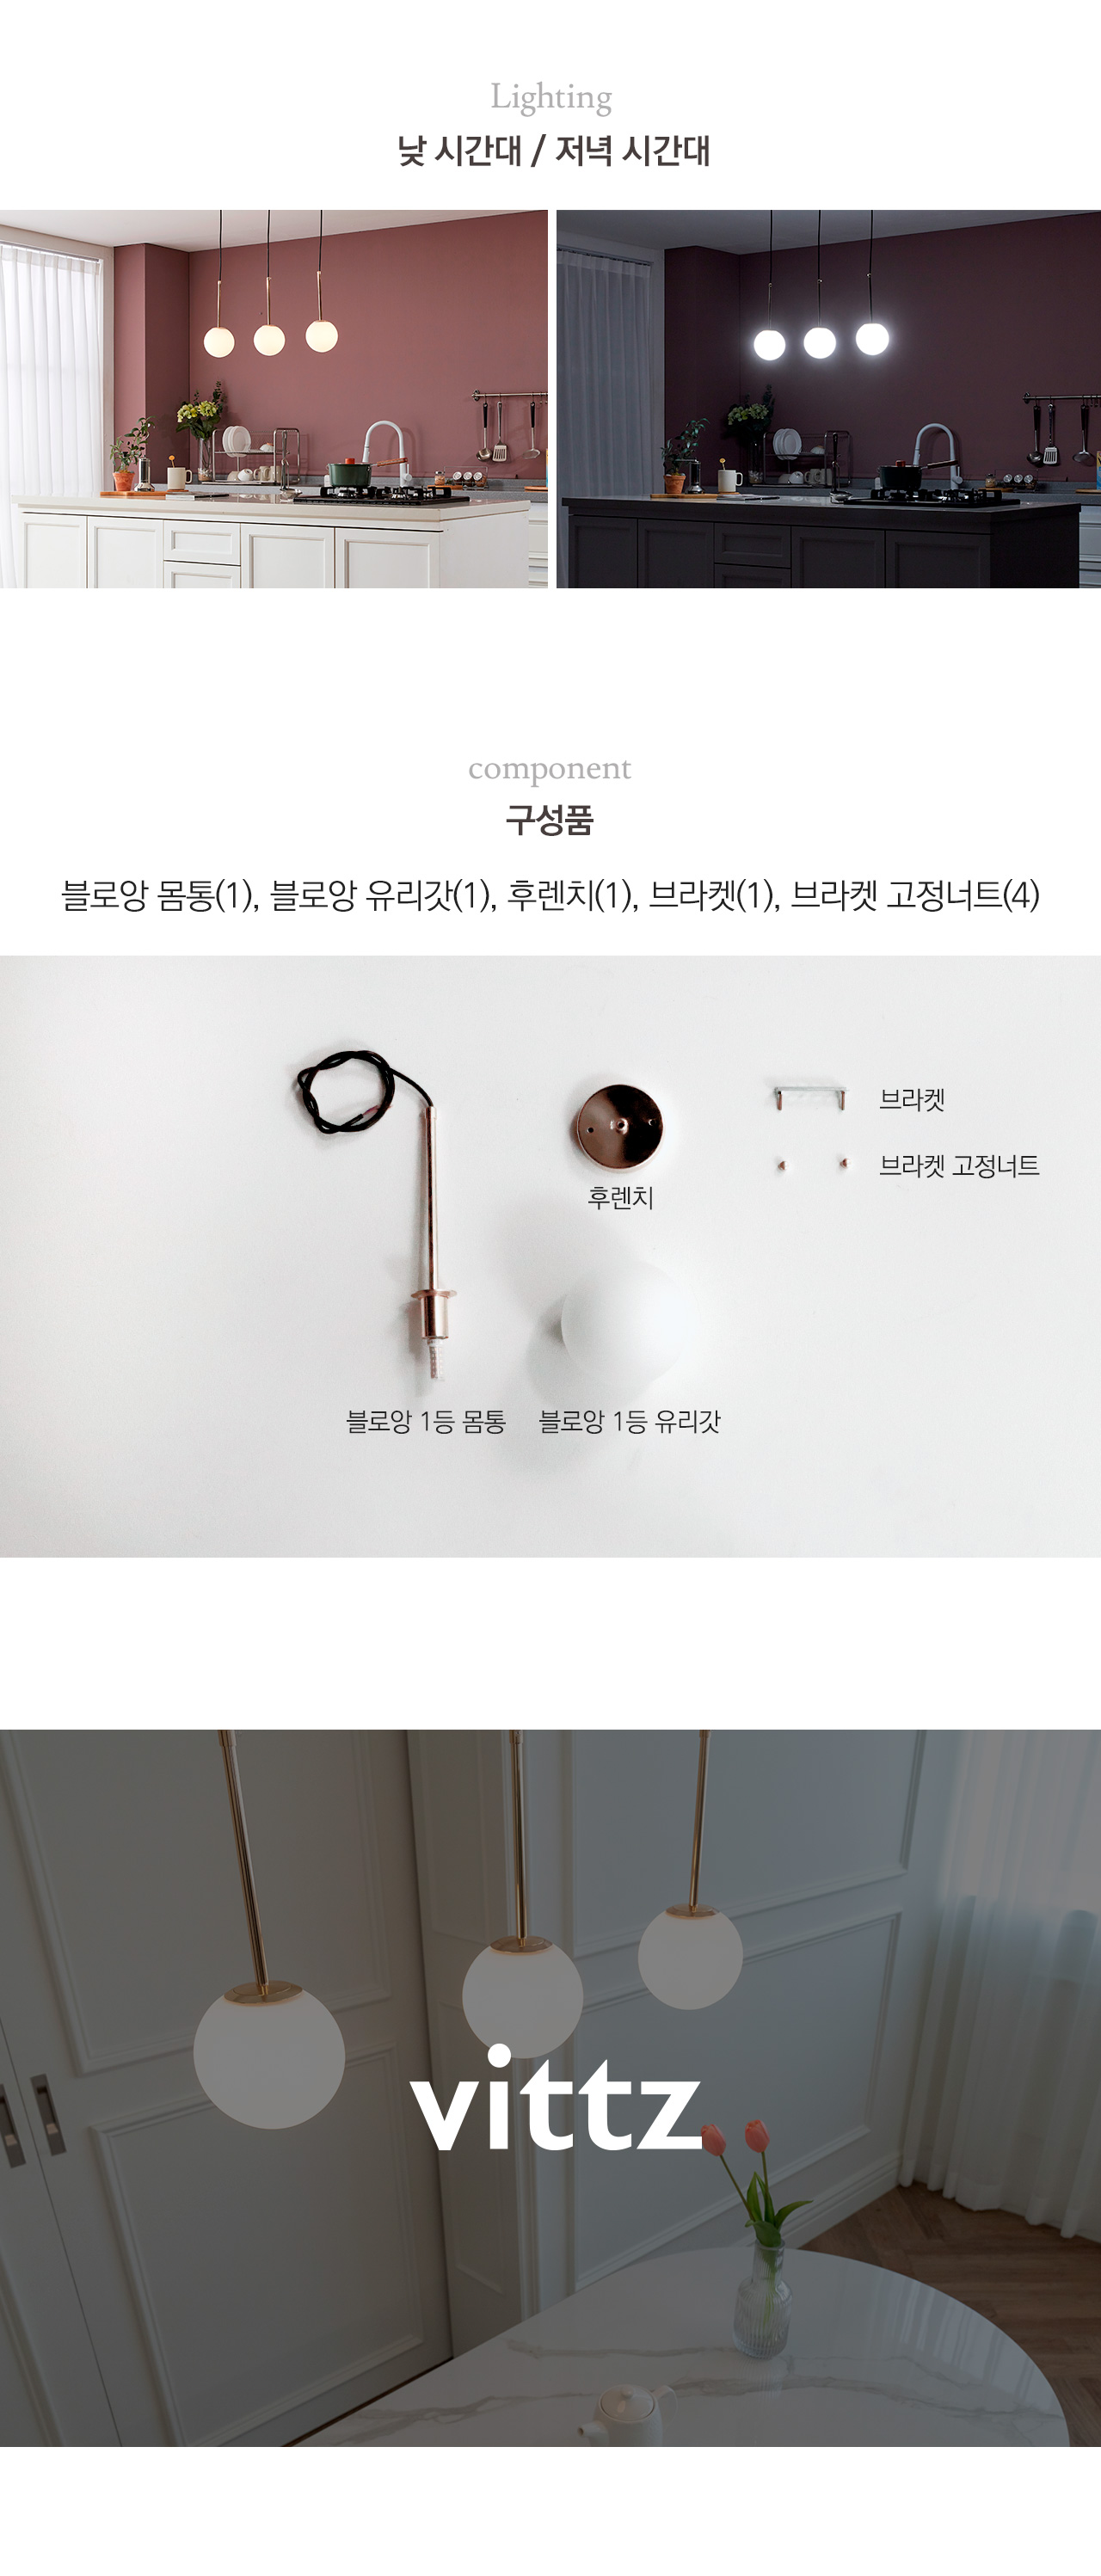 Lighting
낮 시간대 / 저녁 시간대
component
구성품
블로앙 몸통(1), 블로앙 유리갓(1), 후렌치(1), 브라켓(1), 브라켓 고정너트(4)
브라켓
브라켓 고정너트
후렌치
블로앙 1등 몸통 블로앙 1등 유리갓
vittz